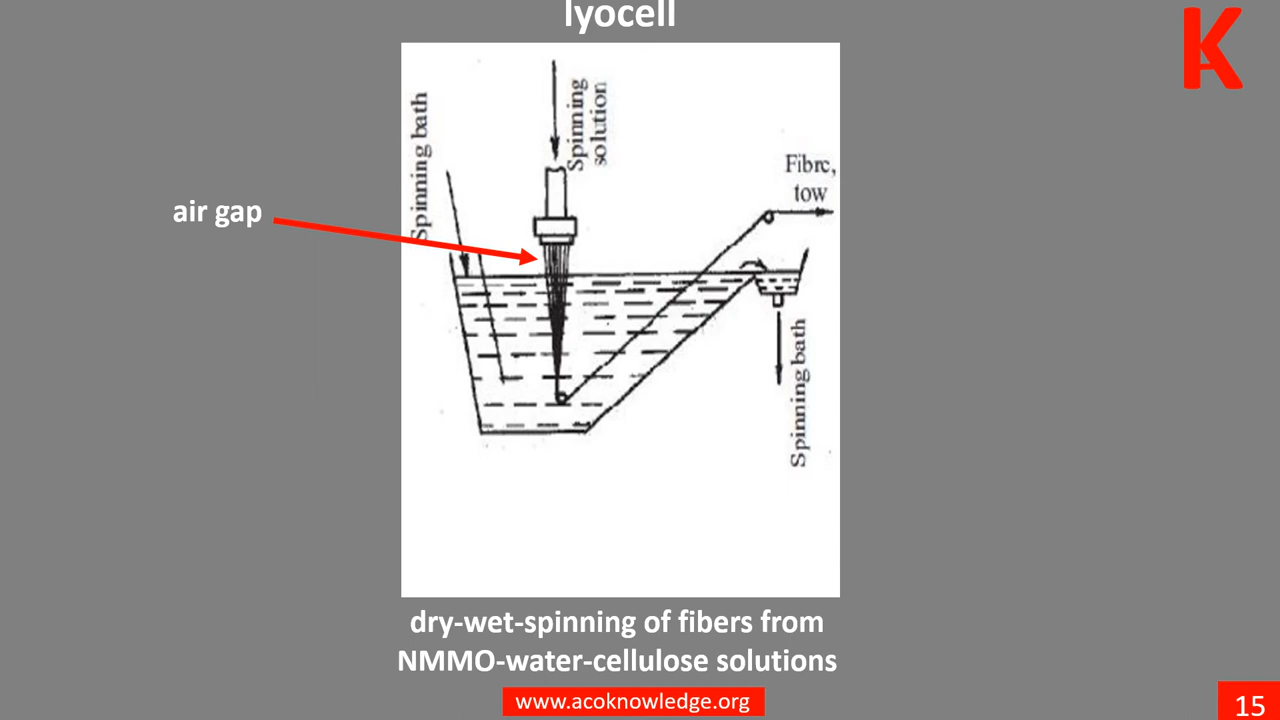 lyocell
K
Spinning bath
Spinning
solution
Fibre,
tow
air gap
Spinning bath
dry-wet-spinning of fibers from
NMMO-water-cellulose solutions
www.acoknowledge.org
15